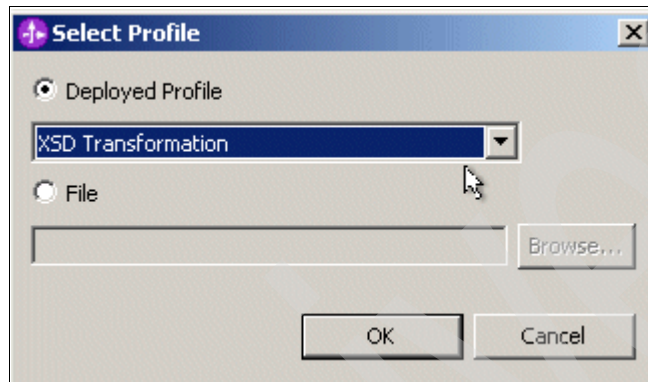 Select Profile
Deployed Profile
XSD Transformation
File
Browse...
OK
Cancel